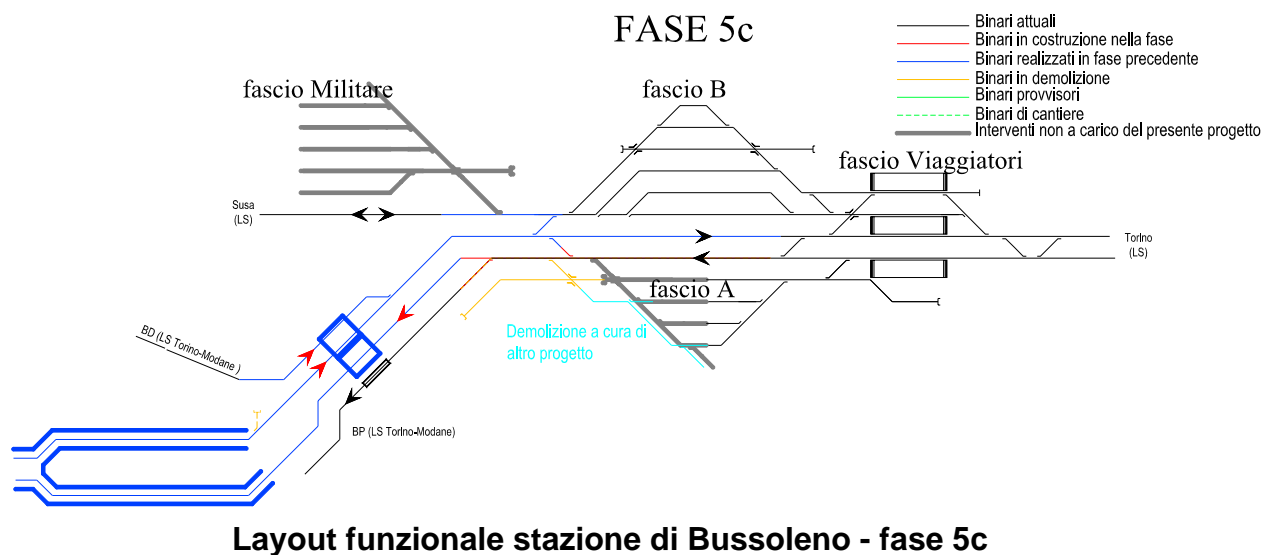 FASE 5c
Binari attuali
Binari in costruzione nella fase
Binari realizzati in fase precedente
Binari in demolizione
Binari provvisori
Binari di cantiere
Interventi non a carico del presente progetto
fascio Militare
fascio B
fascio Viaggiatori
Susa
(LS)
Torino
(LS)
fascio A
Demolizione a cura di
altro progetto
BD (LS Torino-Modane )
BP (LS Torino-Modane)
Layout funzionale stazione di Bussoleno - fase 5c